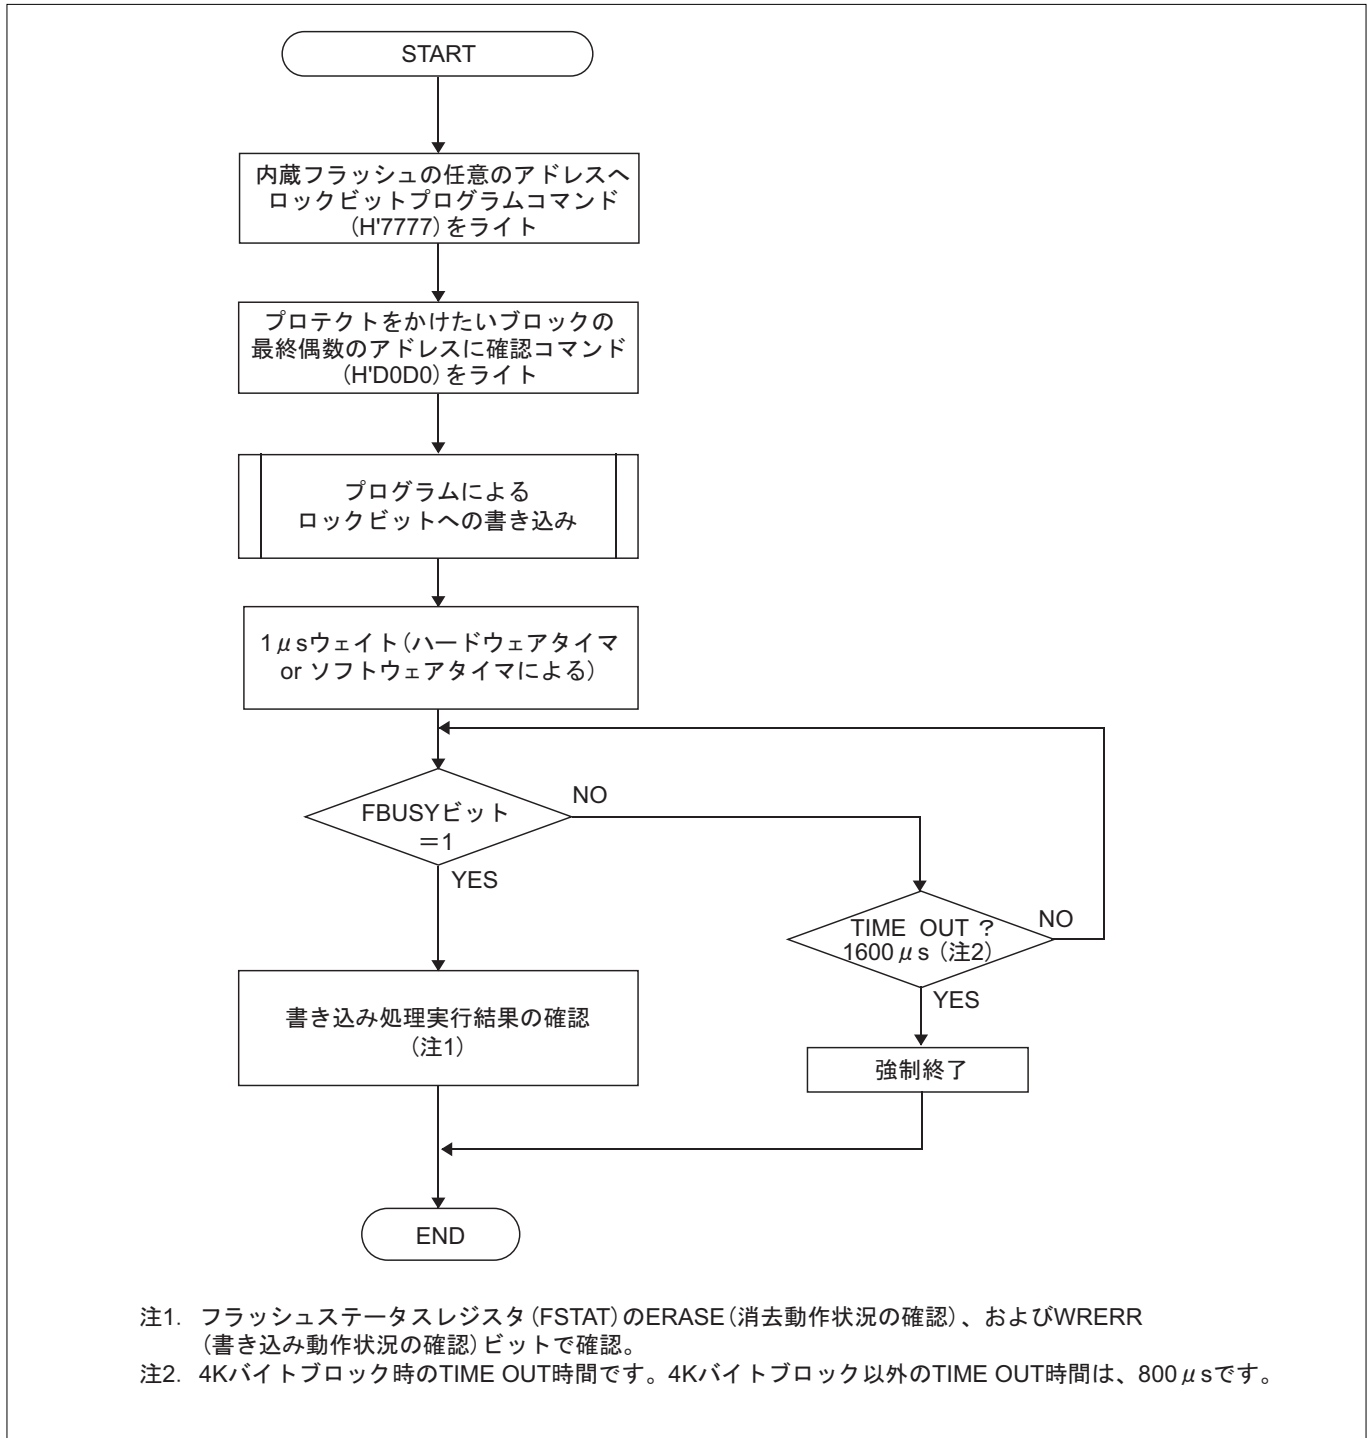 START
内蔵フラッシュの任意のアドレスへ
ロックビットプログラムコマンド
(H'7777)をライト
プロテクトをかけたいブロックの
最終偶数のアドレスに確認コマンド
(H'D0D0)をライト
プログラムによる
ロックビットへの書き込み
1μsウェイト(ハードウェアタイマ
or ソフトウェアタイマによる)
FBUSYビット
=1
NO
YES
TIME OUT ?
1600μs (注2)
NO
YES
書き込み処理実行結果の確認
(注1)
強制終了
END
注1. フラッシュステータスレジスタ(FSTAT)のERASE(消去動作状況の確認)、およびWRERR
(書き込み動作状況の確認)ビットで確認。
注2. 4Kバイトブロック時のTIME OUT時間です。4Kバイトブロック以外のTIME OUT時間は、800μsです。